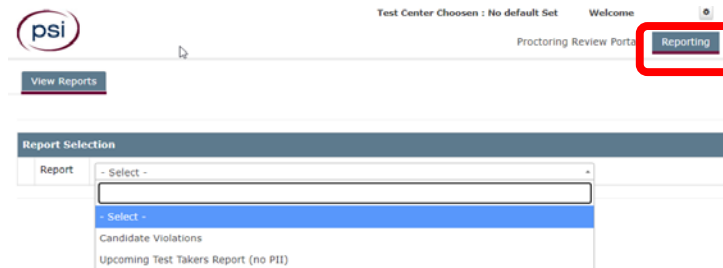 psi
Test Center Choosen : No default Set Welcome
Proctoring Review Porta Reporting
View Reports
Report Selection
Report - Select -
- Select -
Candidate Violations
Upcoming Test Takers Report (no PII)